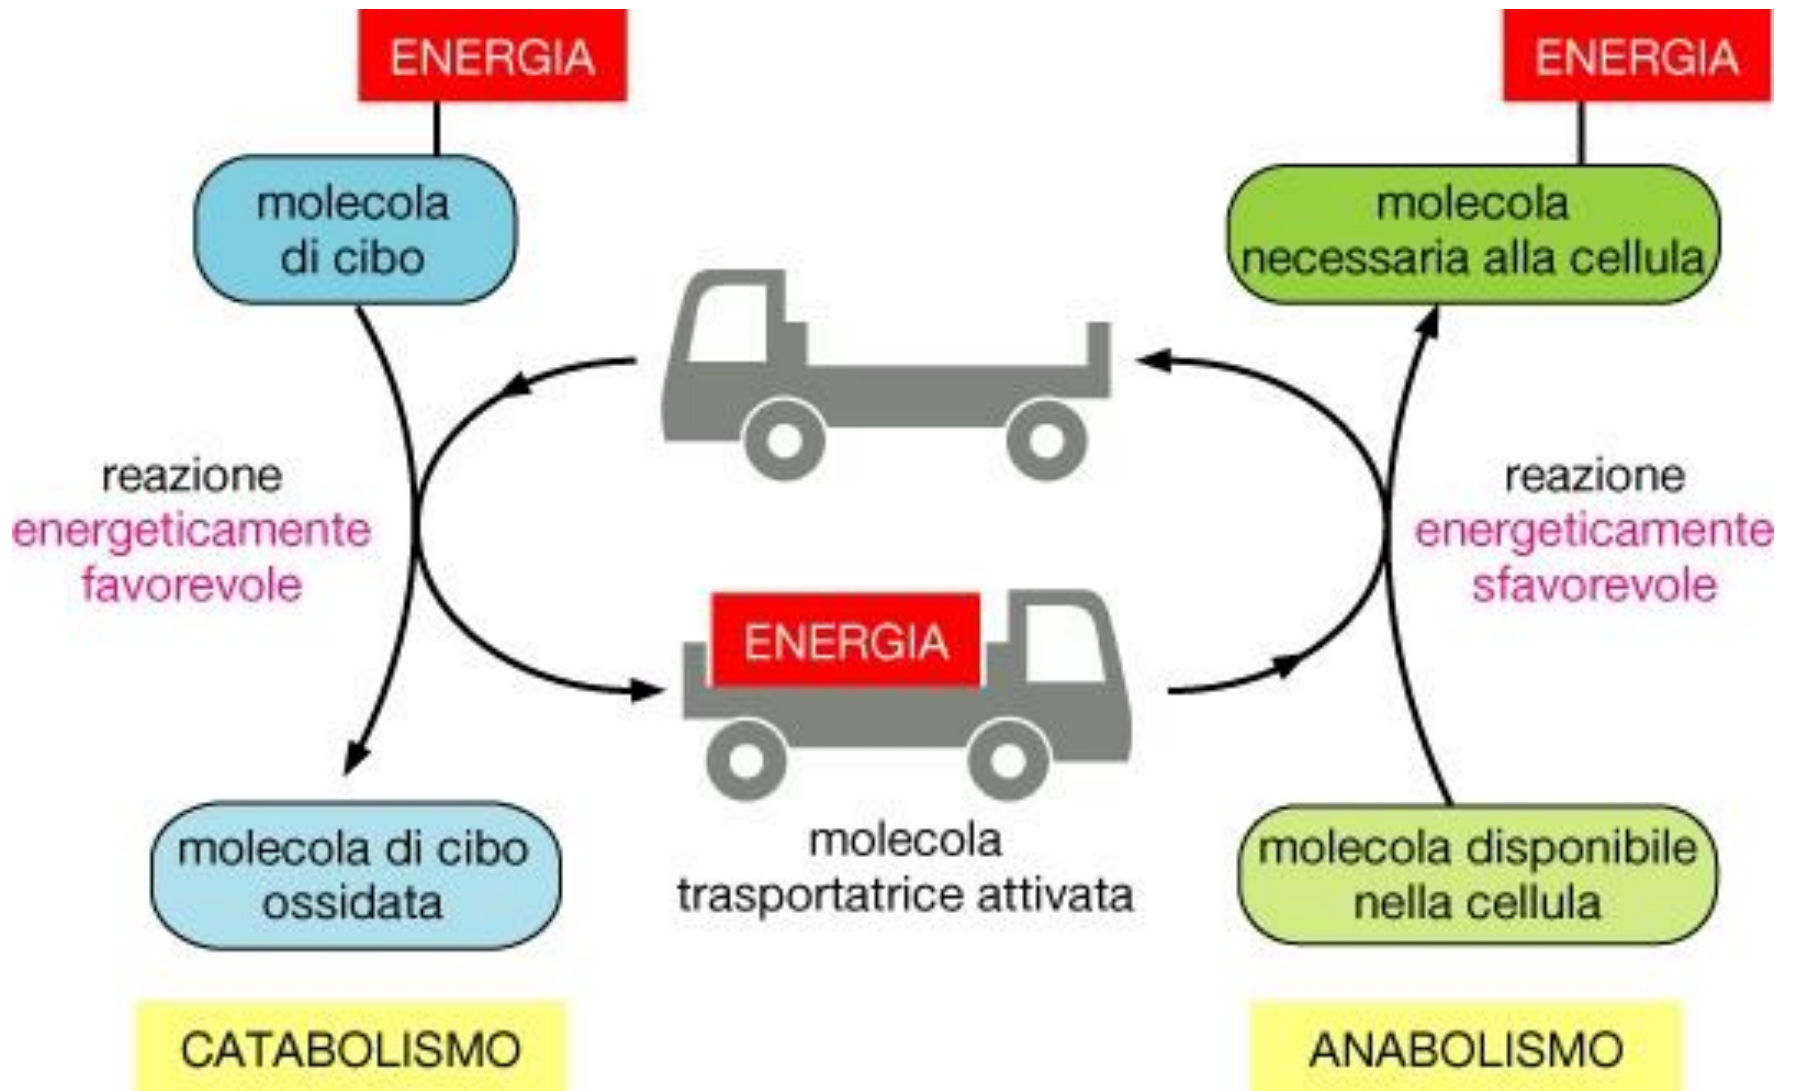 ENERGIA
molecola
di cibo
reazione
energeticamente
favorevole
molecola di cibo
ossidata
CATABOLISMO
ENERGIA
molecola
trasportatrice attivata
ENERGIA
molecola
necessaria alla cellula
reazione
energeticamente
sfavorevole
molecola disponibile
nella cellula
ANABOLISMO